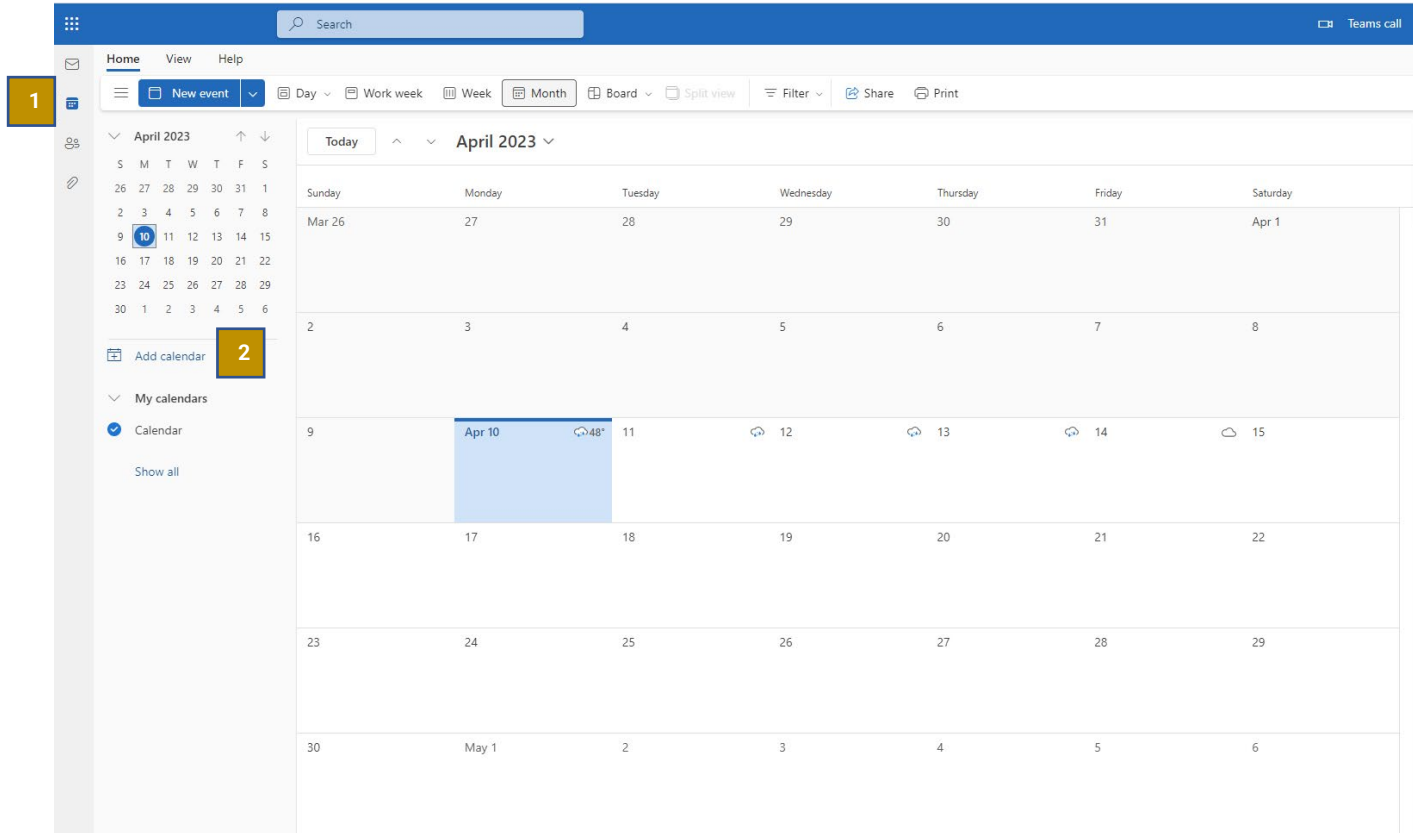 Search
Teams call
Home View Help
1
New event Day Work week Week Month Board Split view Filter Share Print
April 2023
S M T W T F S
26 27 28 29 30 31 1
2 3 4 5 6 7 8
9 10 11 12 13 14 15
16 17 18 19 20 21 22
23 24 25 26 27 28 29
30 1 2 3 4 5 6
Add calendar
2
My calendars
Calendar
Show all
Today April 2023
Sunday Monday Tuesday Wednesday Thursday Friday Saturday
Mar 26 27 28 29 30 31 Apr 1
2 3 4 5 6 7 8
9 Apr 10 48° 11 12 13 14 15
16 17 18 19 20 21 22
23 24 25 26 27 28 29
30 May 1 2 3 4 5 6